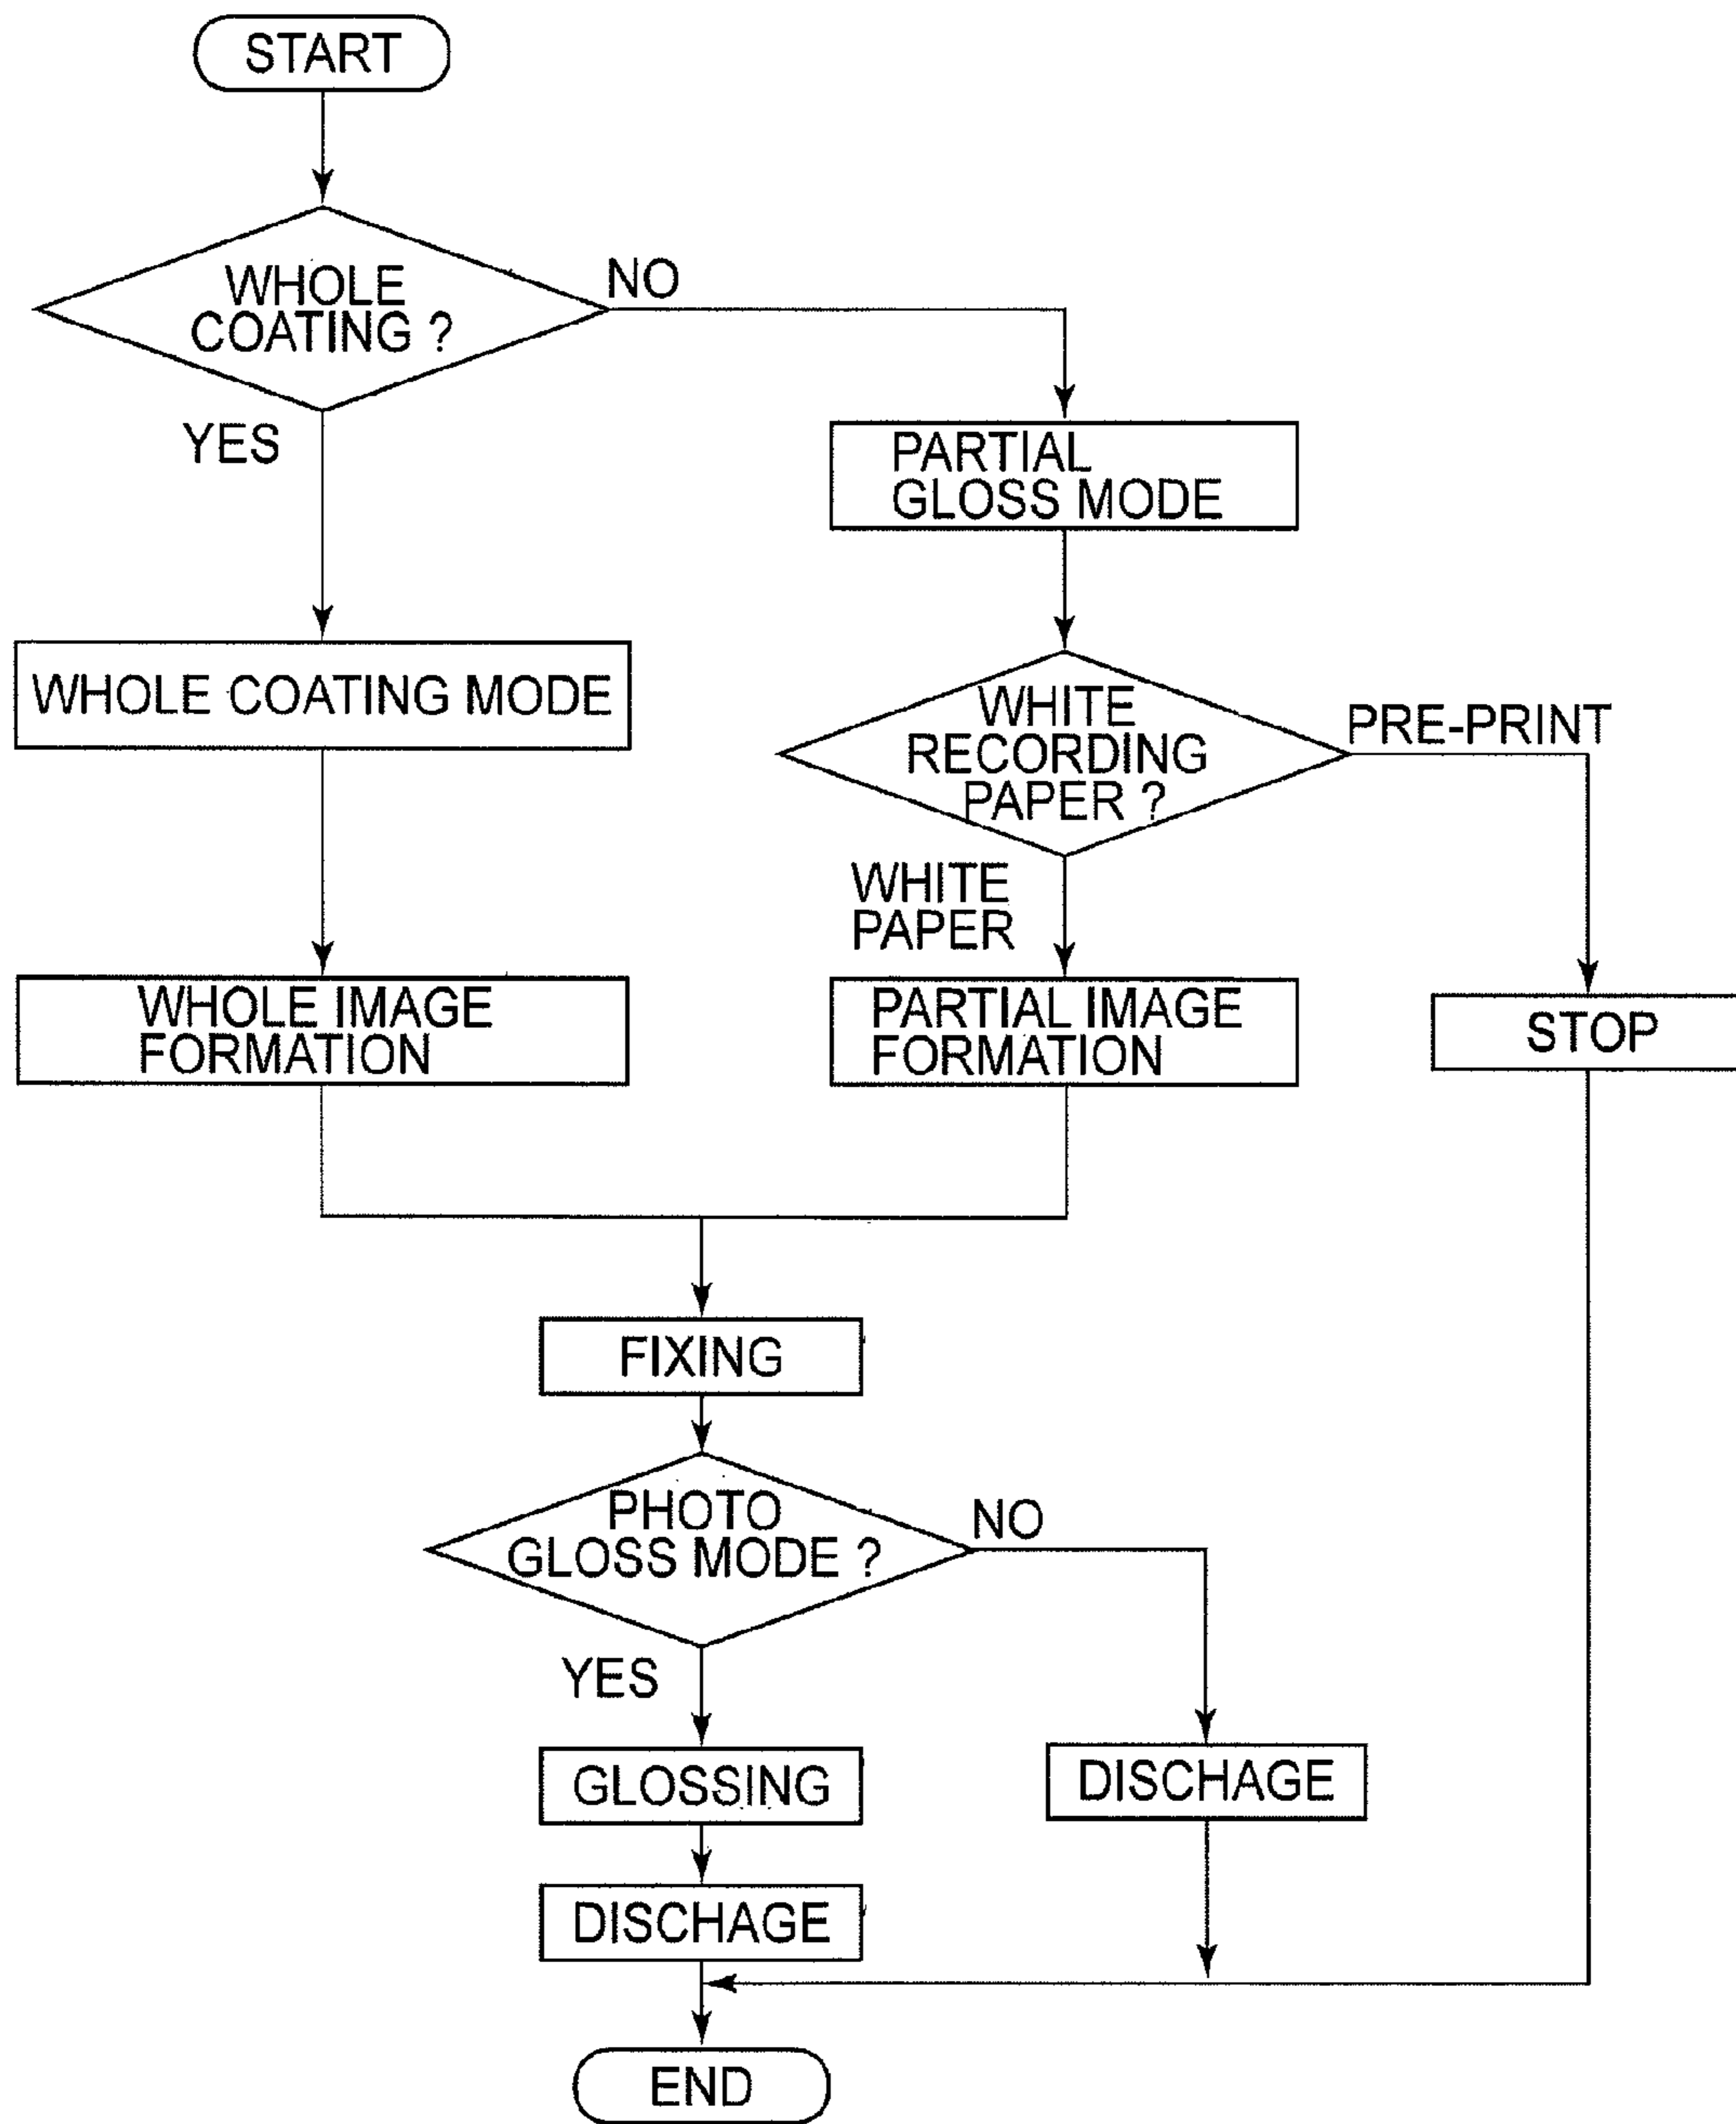 START
WHOLE
COATING ?
NO
YES
PARTIAL
GLOSS MODE
WHOLE COATING MODE
WHITE
RECORDING
PAPER ?
PRE-PRINT
WHITE
PAPER
WHOLE IMAGE
FORMATION
PARTIAL IMAGE
FORMATION
STOP
FIXING
PHOTO
GLOSS MODE ?
NO
YES
GLOSSING
DISCHAGE
DISCHAGE
END